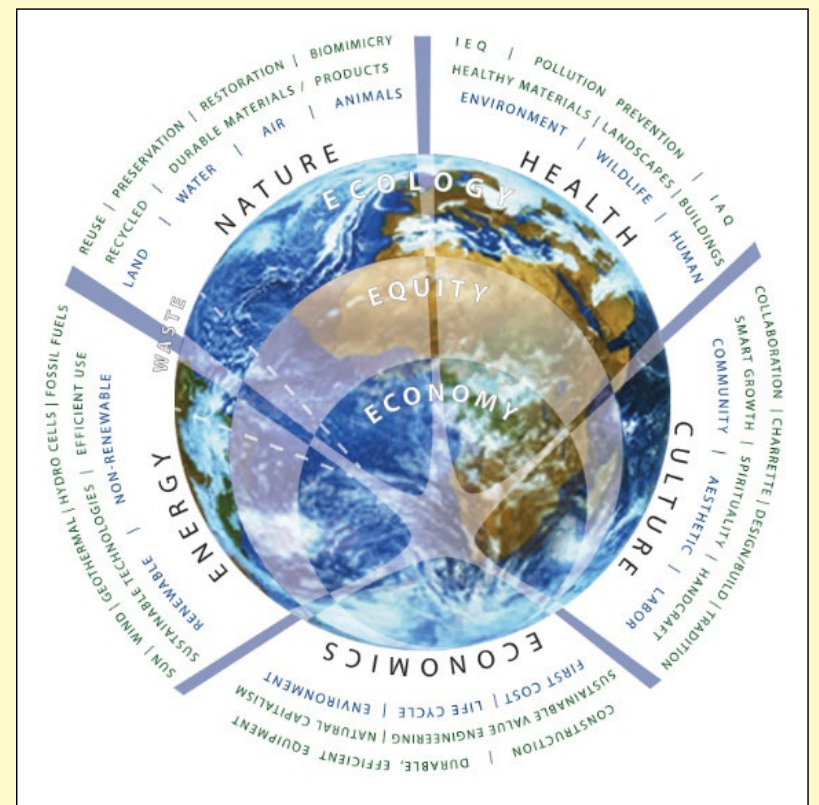 REUSE | PRESERVATION | RESTORATION | BIOMIMICRY
RECYCLED | DURABLE MATERIALS / PRODUCTS
LAND | WATER | AIR | ANIMALS
NATURE
IEQ | POLLUTION PREVENTION | IAQ
HEALTHY MATERIALS | LANDSCAPES | BUILDINGS
ENVIRONMENT | WILDLIFE | HUMAN
HEALTH
COLLABORATION | CHARRETTE | DESIGN/BUILD | TRADITION
SMART GROWTH | SPIRITUALITY | HANDCRAFT
COMMUNITY | AESTHETIC | LABOR
CULTURE
ECONOMICS
FIRST COST | LIFE CYCLE | ENVIRONMENT
SUSTAINABLE VALUE ENGINEERING | NATURAL CAPITALISM
CONSTRUCTION | DURABLE, EFFICIENT EQUIPMENT
SUN | WIND | GEOTHERMAL | HYDRO CELLS | FOSSIL FUELS
SUSTAINABLE TECHNOLOGIES | EFFICIENT USE
RENEWABLE | NON-RENEWABLE
ENERGY
WASTE
ECOLOGY
EQUITY
ECONOMY